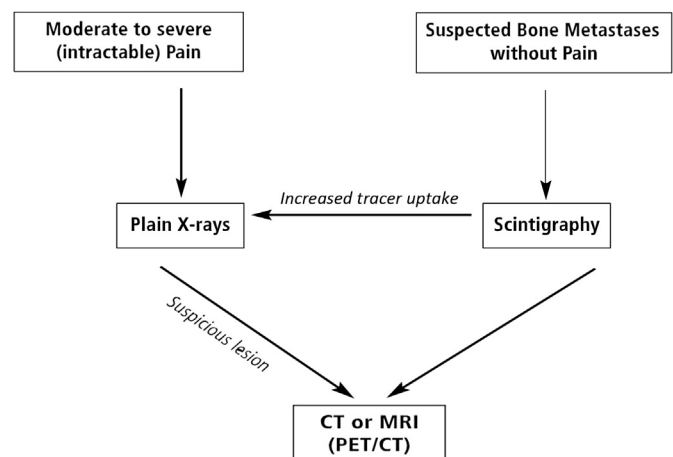 Moderate to severe
(intractable) Pain
Suspected Bone Metastases
without Pain
Increased tracer uptake
Plain X-rays
Scintigraphy
Suspicious lesion
CT or MRI
(PET/CT)